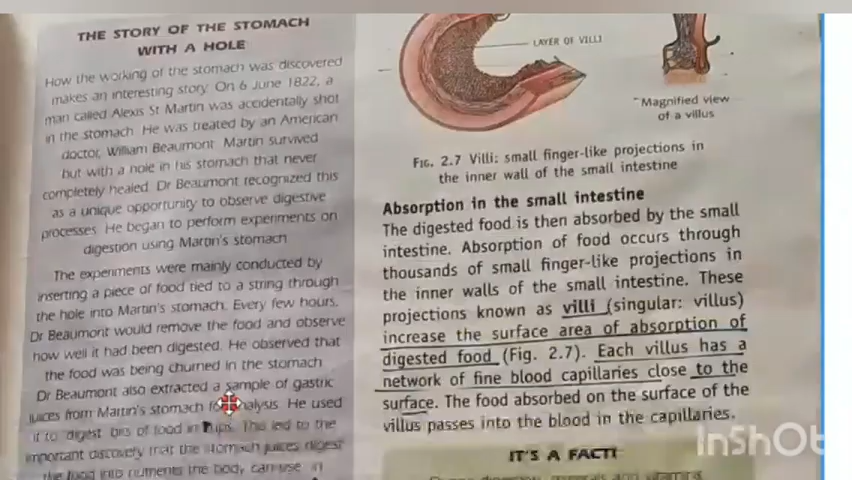 THE STORY OF THE STOMACH
WITH A HOLE
How the working of the stomach was discovered
makes an interesting story. On 6 June 1822, a
man called Alexis St Martin was accidentally shot
in the stomach. He was treated by an American
doctor, William Beaumont. Martin survived
but with a hole in his stomach that never
completely healed. Dr Beaumont recognized this
as a unique opportunity to observe digestive
processes. He began to perform experiments on
digestion using Martin's stomach
The experiments were mainly conducted by
inserting a piece of food tied to a string through
the hole into Martin's stomach. Every few hours,
Dr Beaumont would remove the food and observe
how well it had been digested. He observed that
the food was being churned in the stomach
Dr Beaumont also extracted a sample of gastric
juices from Martin's stomach analysis. He used
it to digest bits of food in cups. This led to the
important discovery that the stomach juices digest
the food into nutrients the body can use in
LAYER OF VILLI
Magnified view
of a villus
FIG. 2.7 Villi: small finger-like projections in
the inner wall of the small intestine
Absorption in the small intestine
The digested food is then absorbed by the small
intestine. Absorption of food occurs through
thousands of small finger-like projections in
the inner walls of the small intestine. These
projections known as villi (singular: villus)
increase the surface area of absorption of
digested food (Fig. 2.7). Each villus has a
network of fine blood capillaries close to the
surface. The food absorbed on the surface of the
villus passes into the blood in the capillaries.
IT'S A FACT!
InShOt